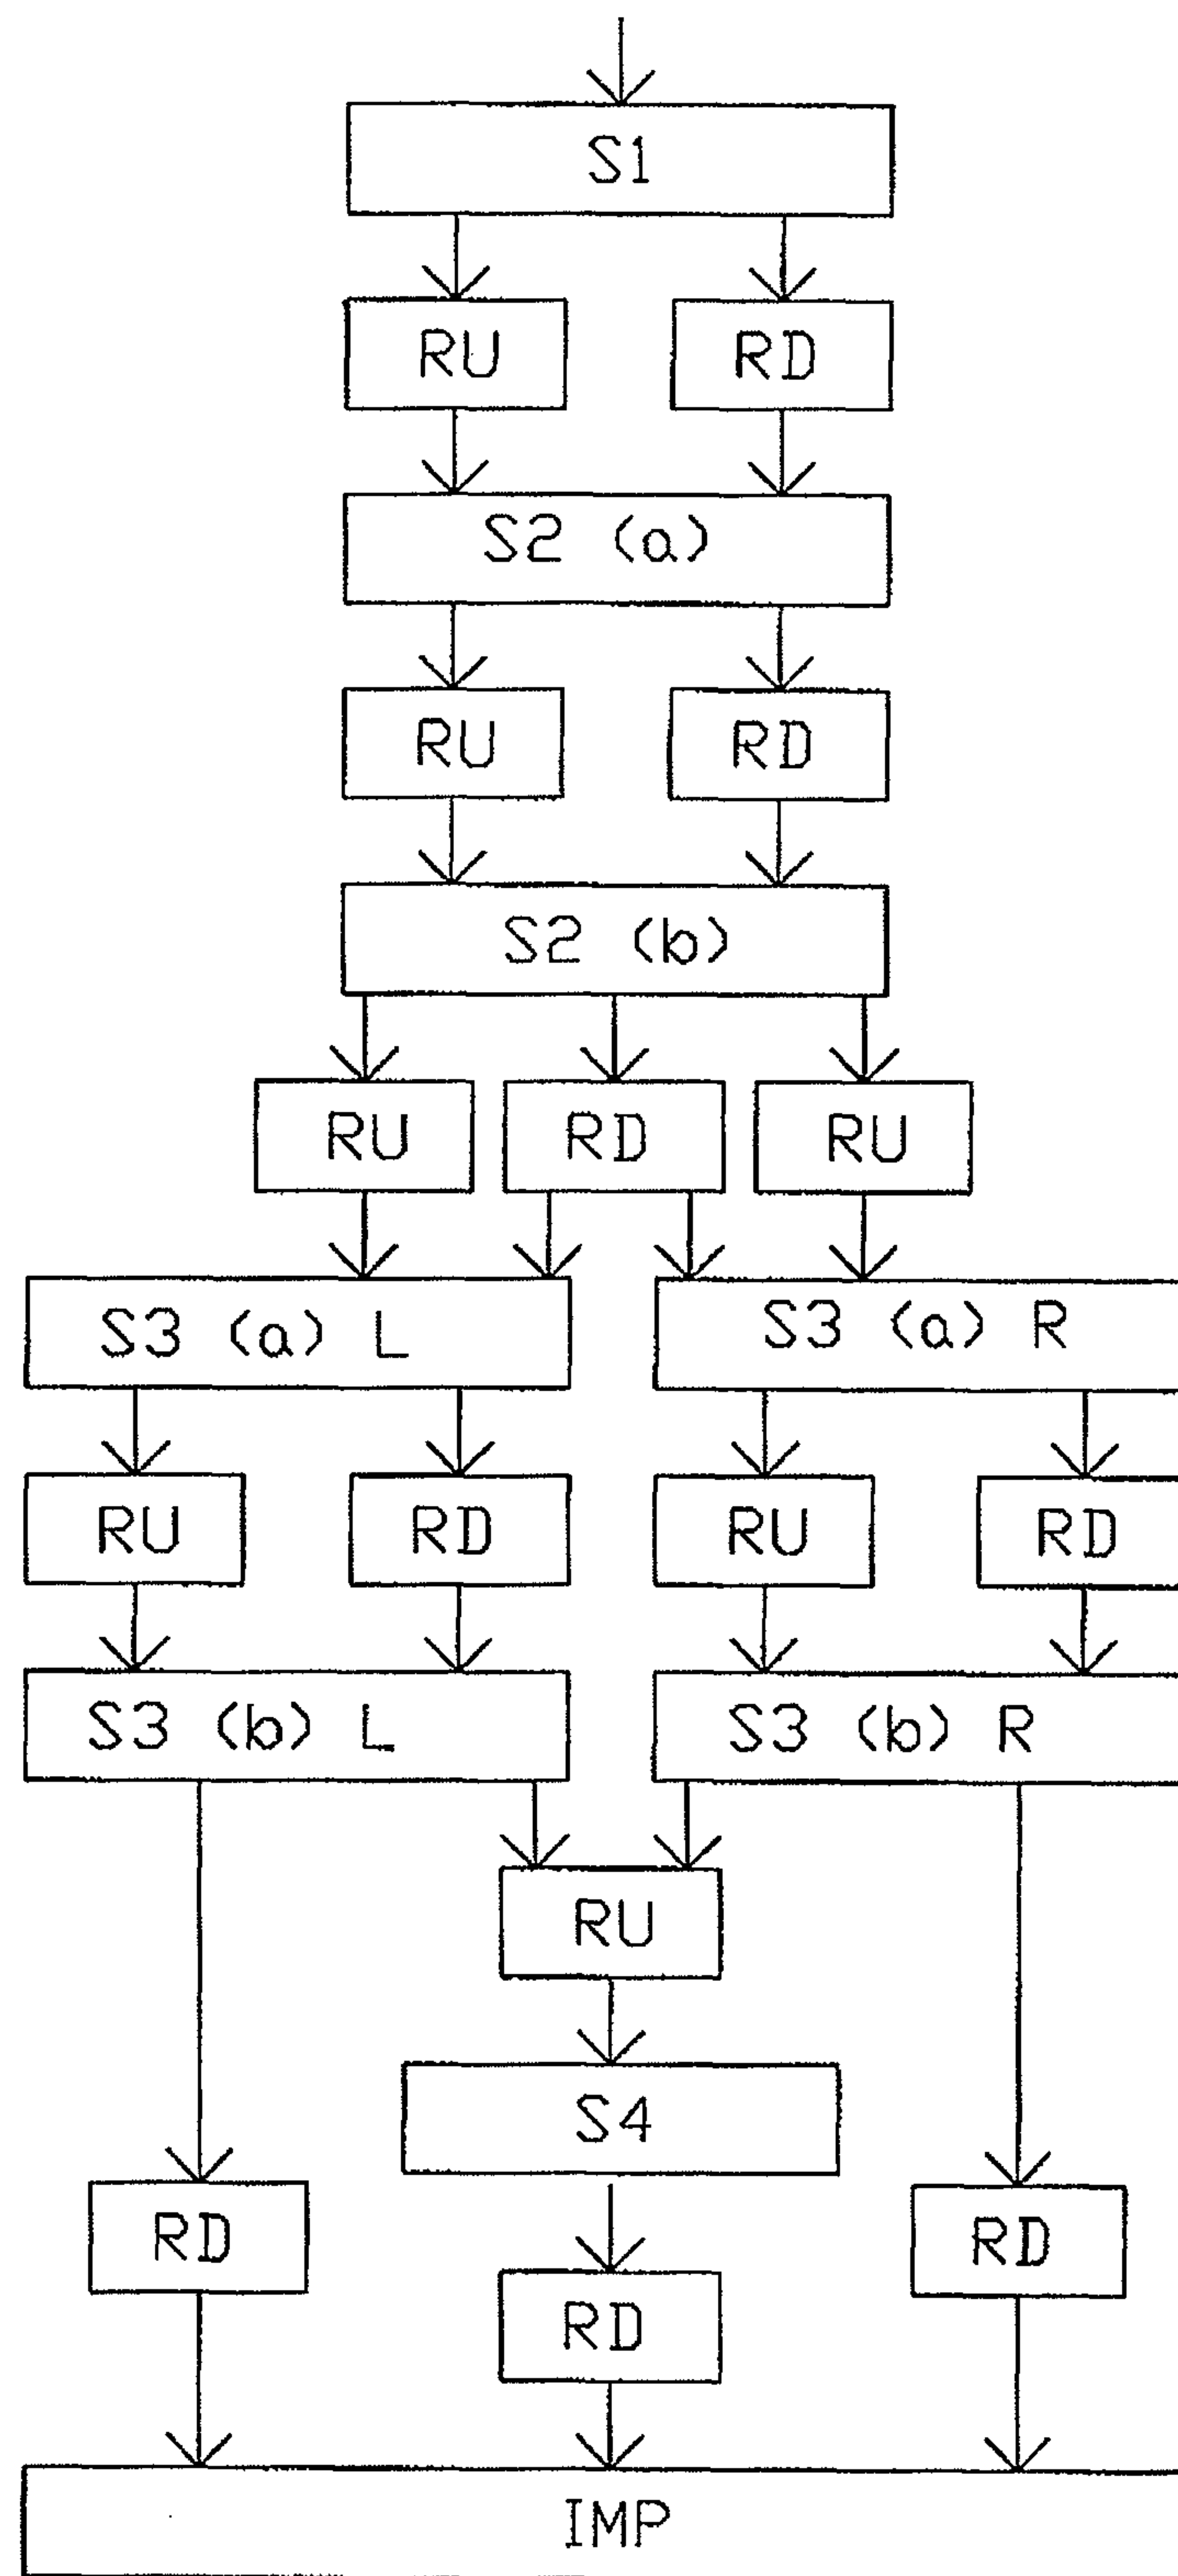 S1
RU RD
S2 (a)
RU RD
S2 (b)
RU RD RU
S3 (a) L S3 (a) R
RU RD RU RD
S3 (b) L S3 (b) R
RU
S4
RD RD
RD
IMP